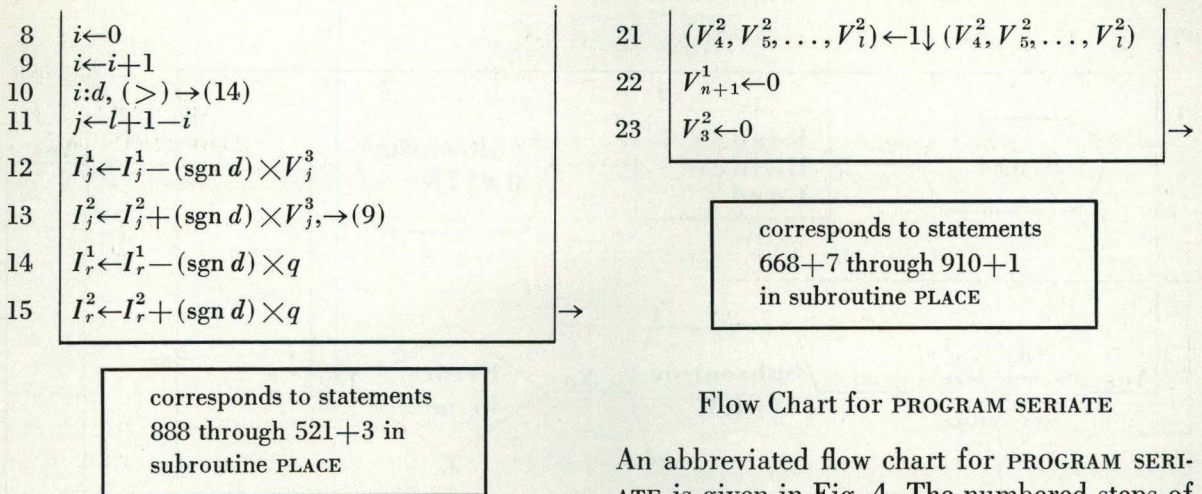 8 i←0
9 i←i+1
10 i:d, (>)→(14)
11 j←l+1—i
12 I¹ⱼ←I¹ⱼ—(sgn d)×V³ⱼ
13 I²ⱼ←I²ⱼ+(sgn d)×V³ⱼ,→(9)
14 I¹ᵣ←I¹ᵣ—(sgn d)×q
15 I²ᵣ←I²ᵣ+(sgn d)×q →
corresponds to statements
888 through 521+3 in
subroutine PLACE
21 (V²₄, V²₅, . . . , V²ₗ)←1↓ (V²₄, V²₅, . . . , V²ₗ)
22 V¹ₙ₊₁←0
23 V²₃←0 →
corresponds to statements
668+7 through 910+1
in subroutine PLACE
Flow Chart for PROGRAM SERIATE
An abbreviated flow chart for PROGRAM SERI-
ATE is given in Fig. 4. The numbered steps of